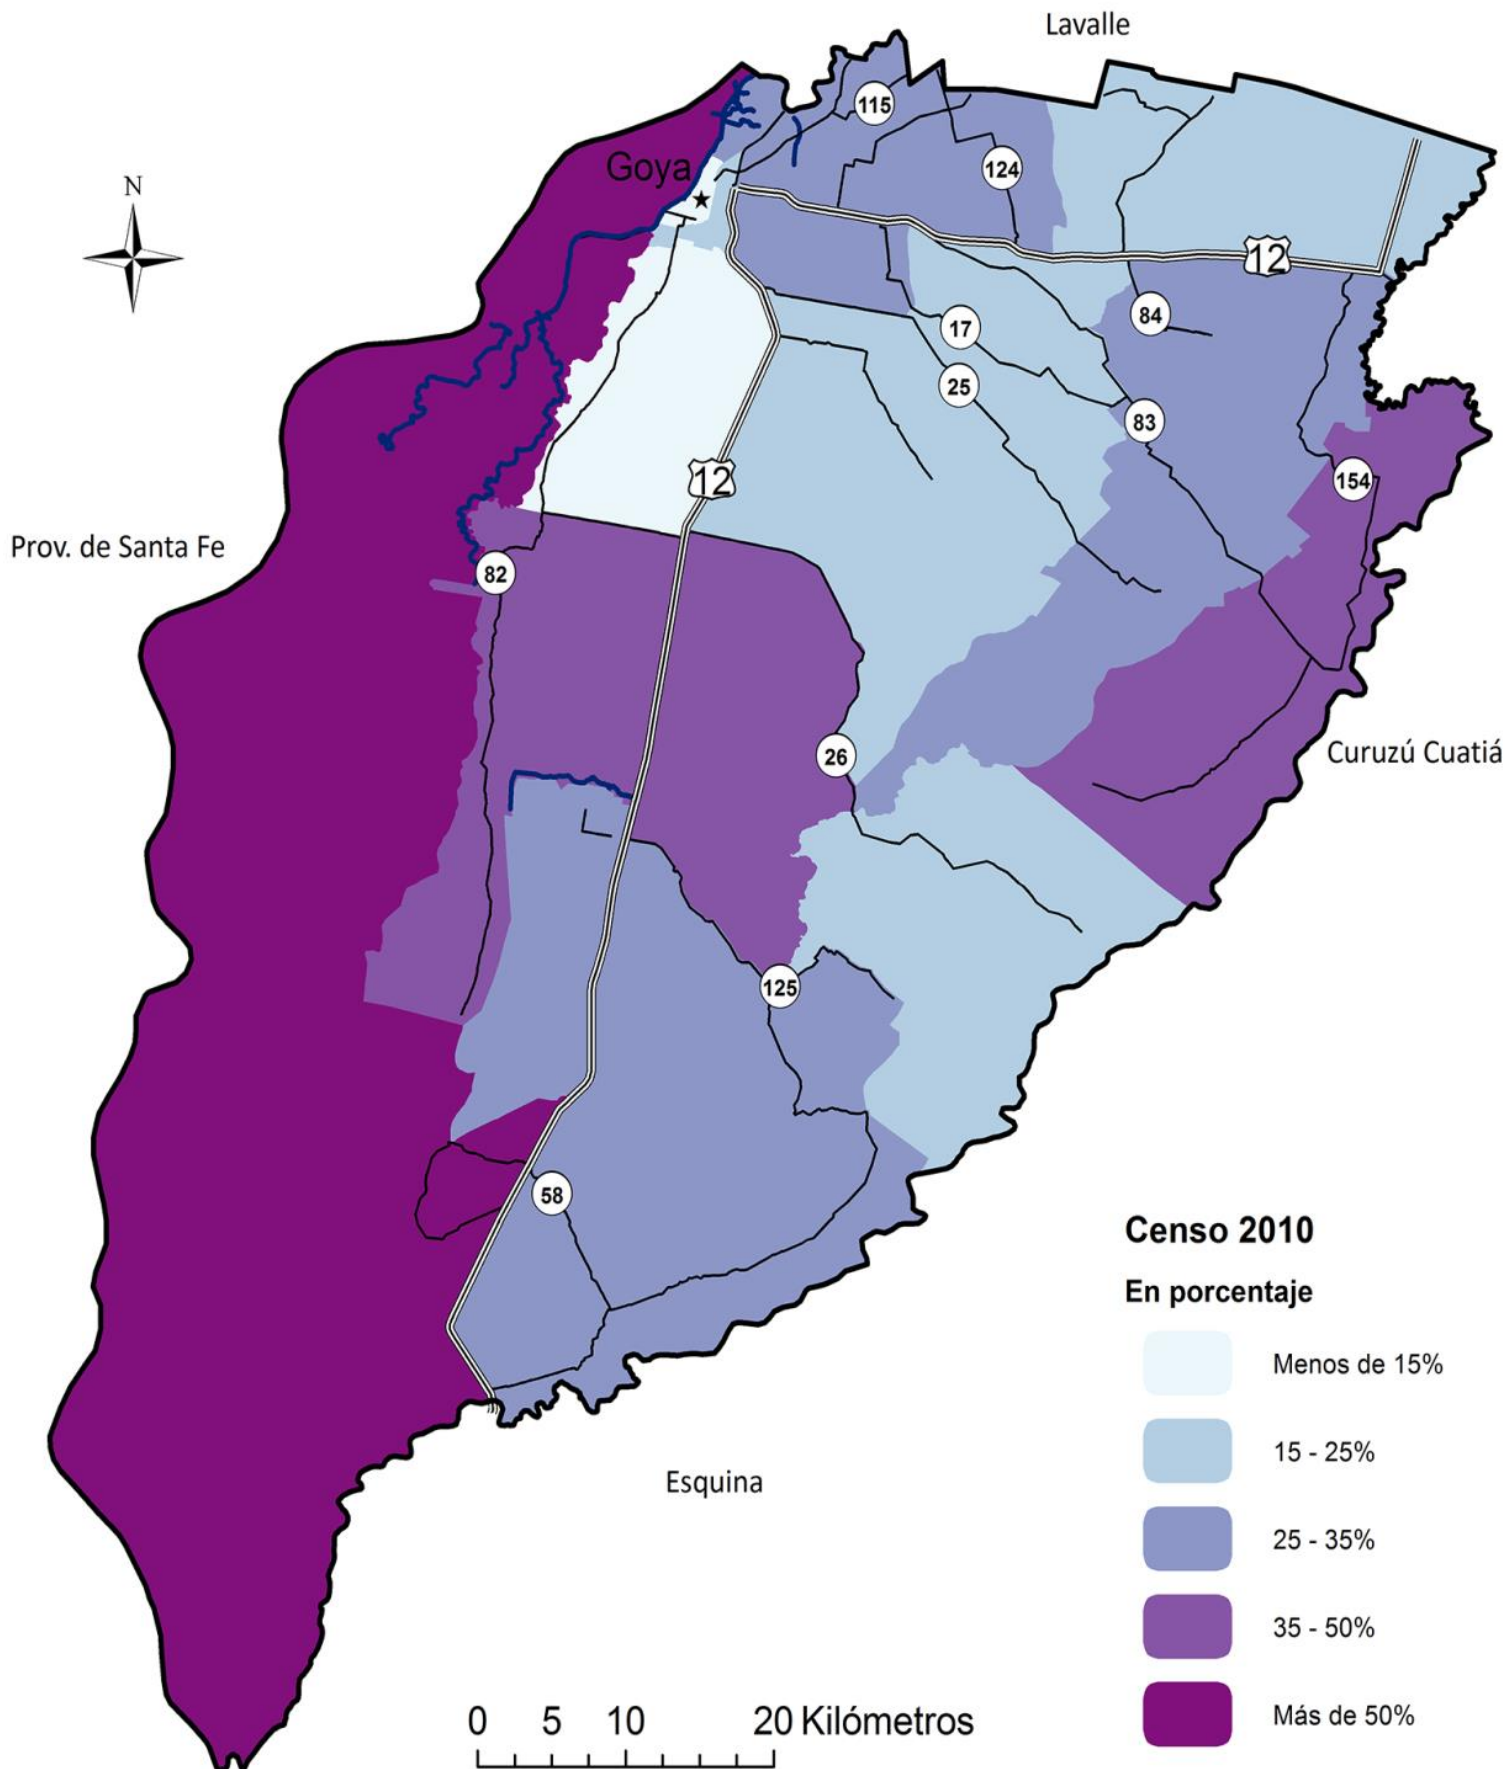 Lavalle
115
Goya
124
N
12
84
17
25
83
12
154
Prov. de Santa Fe
82
26
Curuzú Cuatiá
125
58
Censo 2010
En porcentaje
Menos de 15%
15 - 25%
25 - 35%
35 - 50%
Más de 50%
Esquina
0 5 10 20 Kilómetros